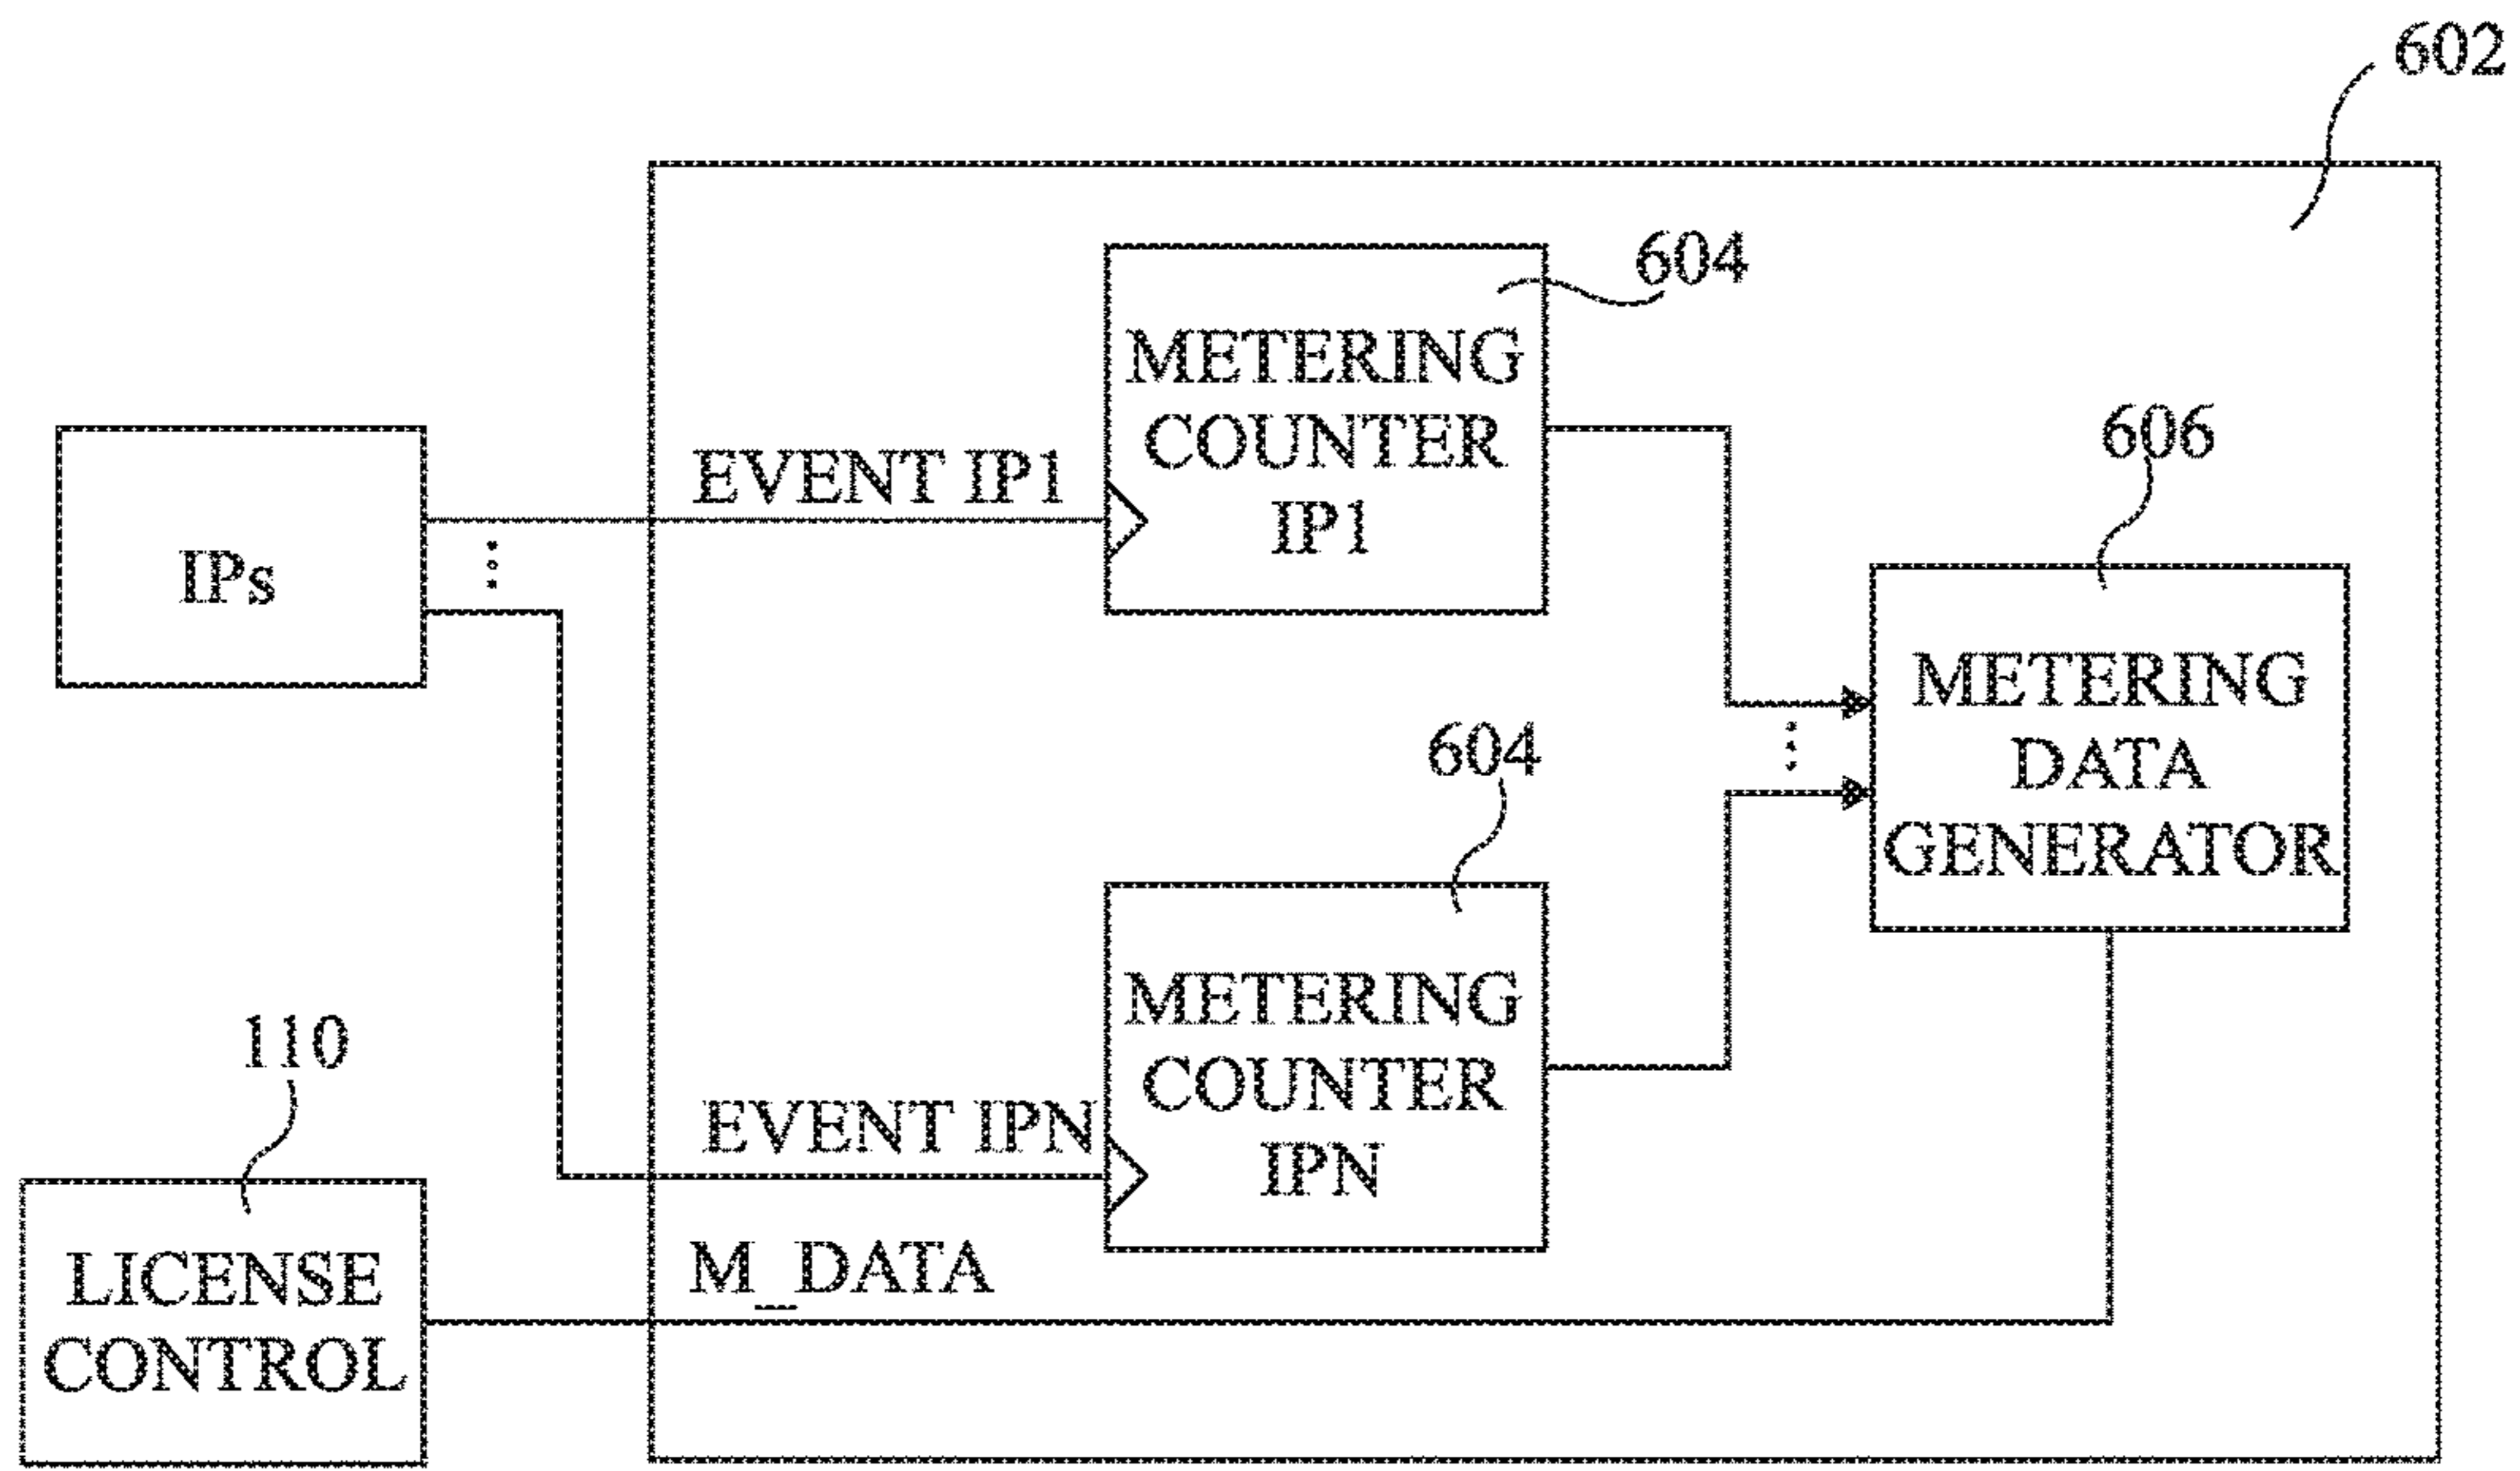 602
604
METERING
COUNTER
IP1
EVENT IP1
IPs
606
METERING
DATA
GENERATOR
604
METERING
COUNTER
IPN
EVENT IPN
110
LICENSE
CONTROL
M_DATA